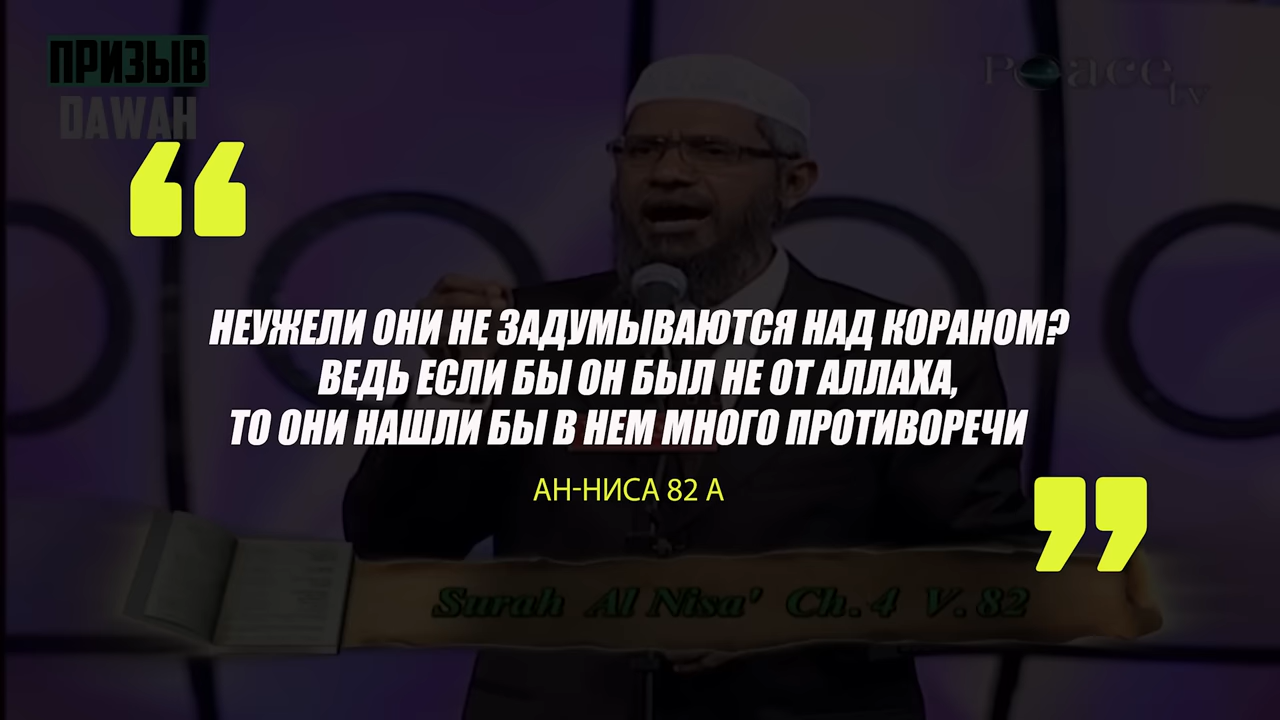 ПРИЗЫВ
DAWAH
Peace tv
“
НЕУЖЕЛИ ОНИ НЕ ЗАДУМЫВАЮТСЯ НАД КОРАНОМ?
ВЕДЬ ЕСЛИ БЫ ОН БЫЛ НЕ ОТ АЛЛАХА,
ТО ОНИ НАШЛИ БЫ В НЕМ МНОГО ПРОТИВОРЕЧИ
АН-НИСА 82 А
”
Surah Al Nisa' Ch. 4 V. 82